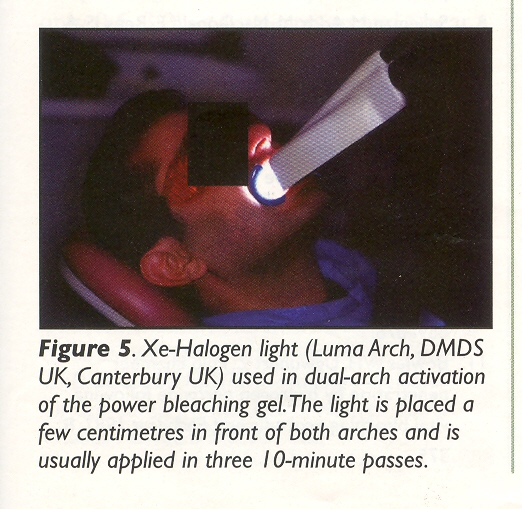 Figure 5. Xe-Halogen light (Luma Arch, DMDS
UK, Canterbury UK) used in dual-arch activation
of the power bleaching gel. The light is placed a
few centimetres in front of both arches and is
usually applied in three 10-minute passes.